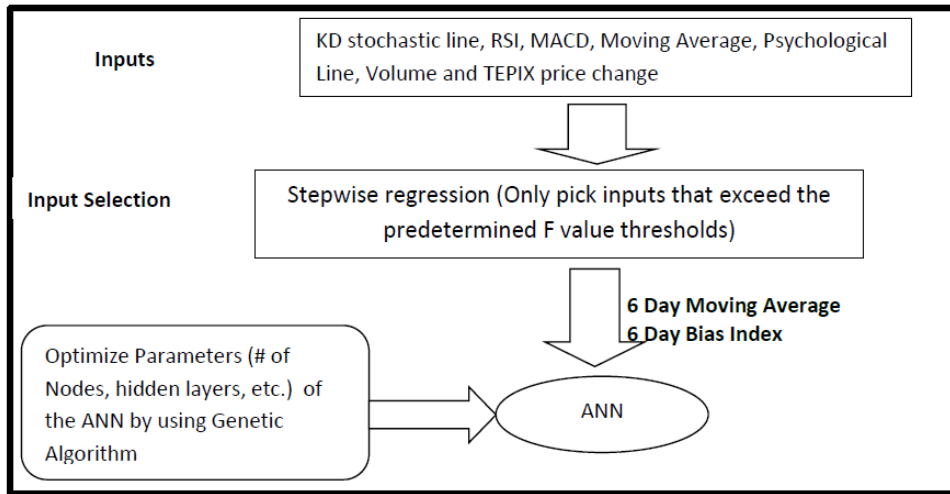 Inputs
KD stochastic line, RSI, MACD, Moving Average, Psychological
Line, Volume and TEPIX price change
Input Selection
Stepwise regression (Only pick inputs that exceed the
predetermined F value thresholds)
6 Day Moving Average
6 Day Bias Index
Optimize Parameters (# of
Nodes, hidden layers, etc.) of
the ANN by using Genetic
Algorithm
ANN